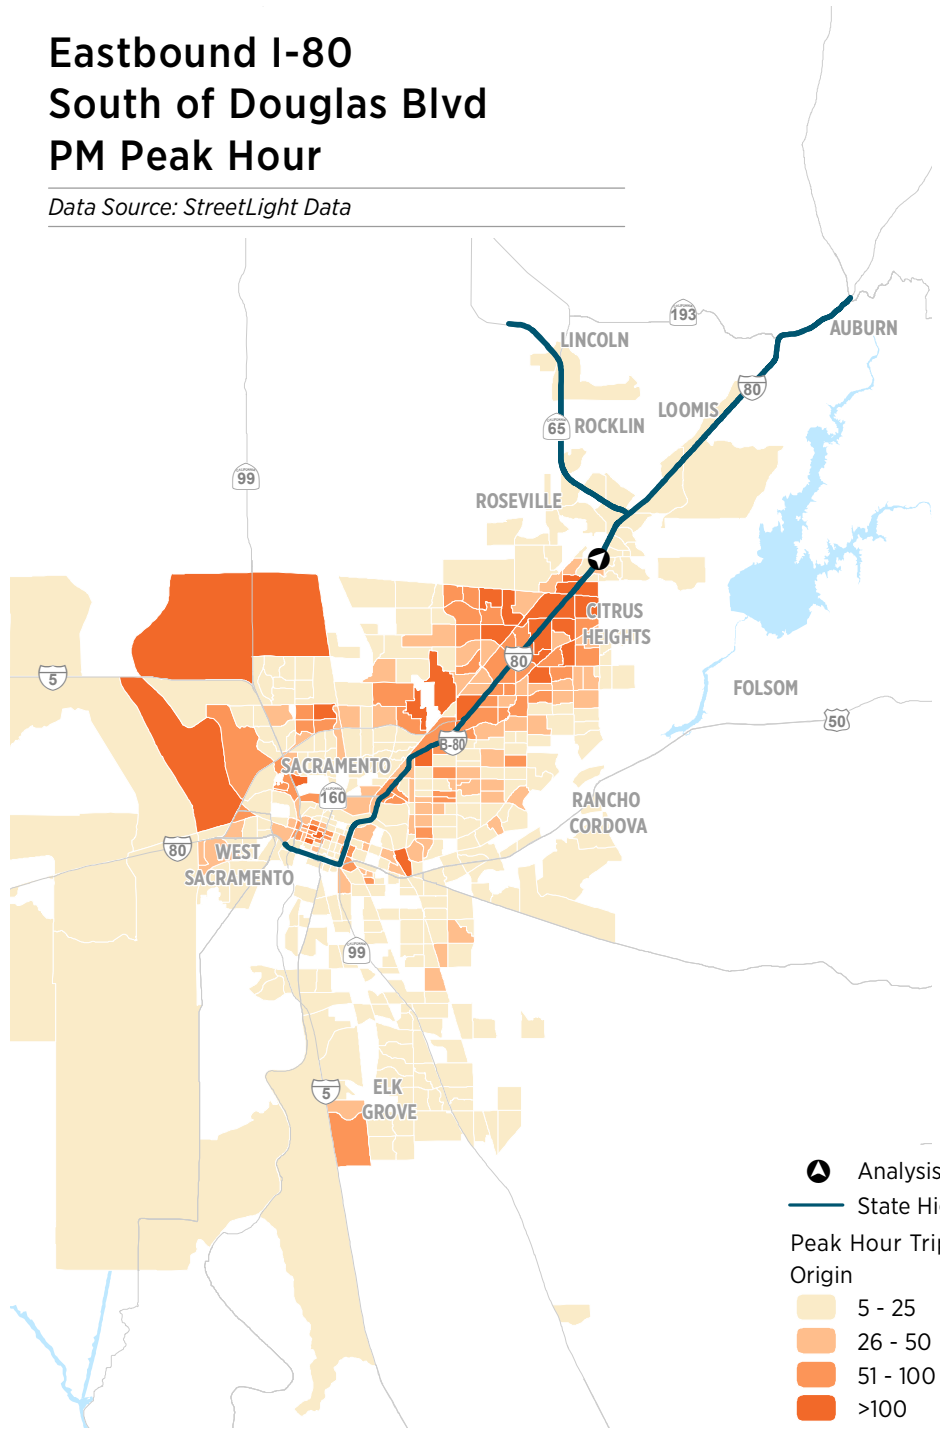 Eastbound I-80
South of Douglas Blvd
PM Peak Hour
Data Source: StreetLight Data
193
AUBURN
LINCOLN
80
LOOMIS
65 ROCKLIN
99
ROSEVILLE
CITRUS
HEIGHTS
80
5
FOLSOM
50
B-80
SACRAMENTO
160
RANCHO
CORDOVA
80
WEST
SACRAMENTO
99
5
ELK
GROVE
Analysis
State Hi
Peak Hour Trip
Origin
5 - 25
26 - 50
51 - 100
>100